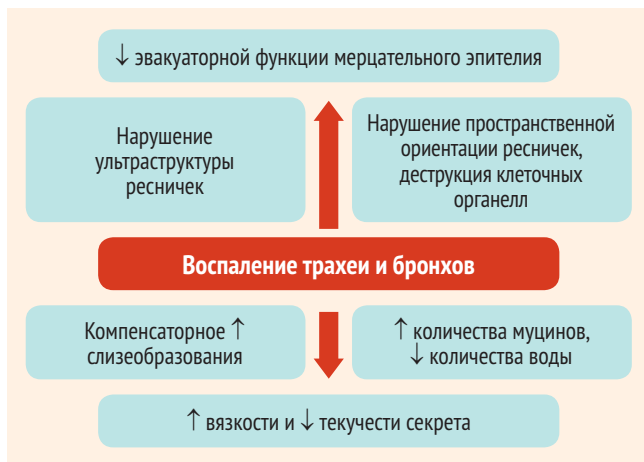 ↓ эвакуаторной функции мерцательного эпителия
Нарушение
ультраструктуры
ресничек
Нарушение пространственной
ориентации ресничек,
деструкция клеточных
органелл
Воспаление трахеи и бронхов
Компенсаторное ↑
слизеобразования
↑ количества муцинов,
↓ количества воды
↑ вязкости и ↓ текучести секрета